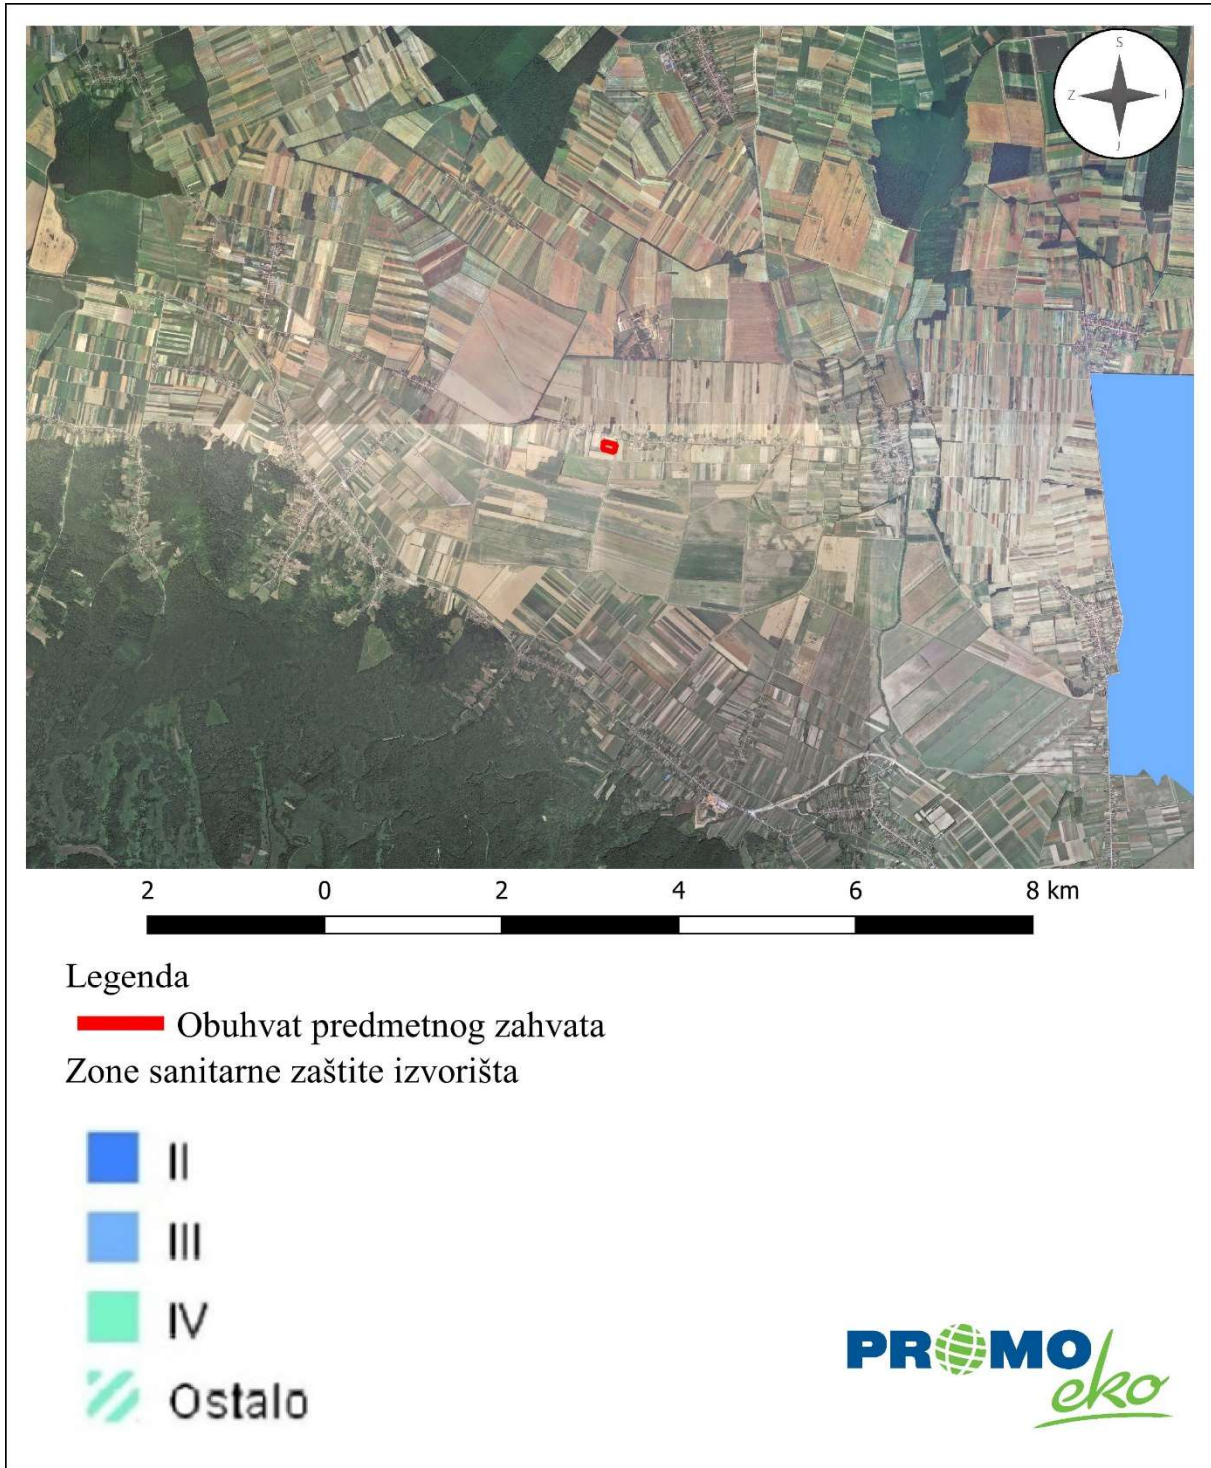 S
Z I
J
2 0 2 4 6 8 km
Legenda
Obuhvat predmetnog zahvata
Zone sanitarne zaštite izvorišta
II
III
IV
Ostalo
PROMO
eko